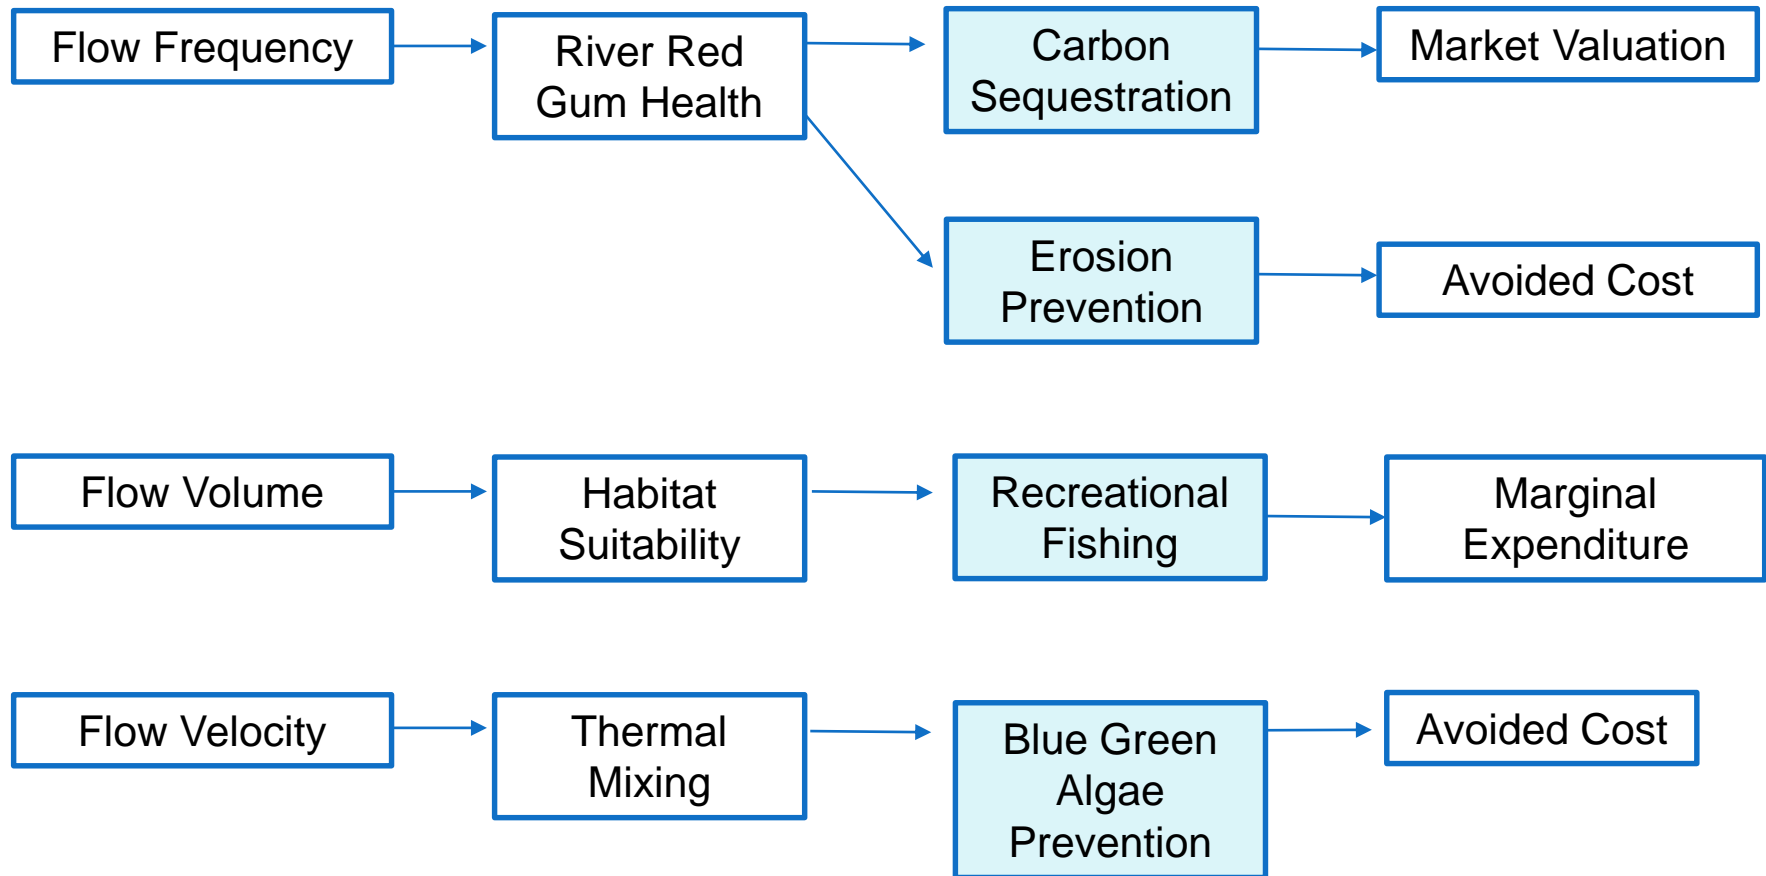 Flow Frequency
River Red
Gum Health
Carbon
Sequestration
Market Valuation
Erosion
Prevention
Avoided Cost
Flow Volume
Habitat
Suitability
Recreational
Fishing
Marginal
Expenditure
Flow Velocity
Thermal
Mixing
Blue Green
Algae
Prevention
Avoided Cost